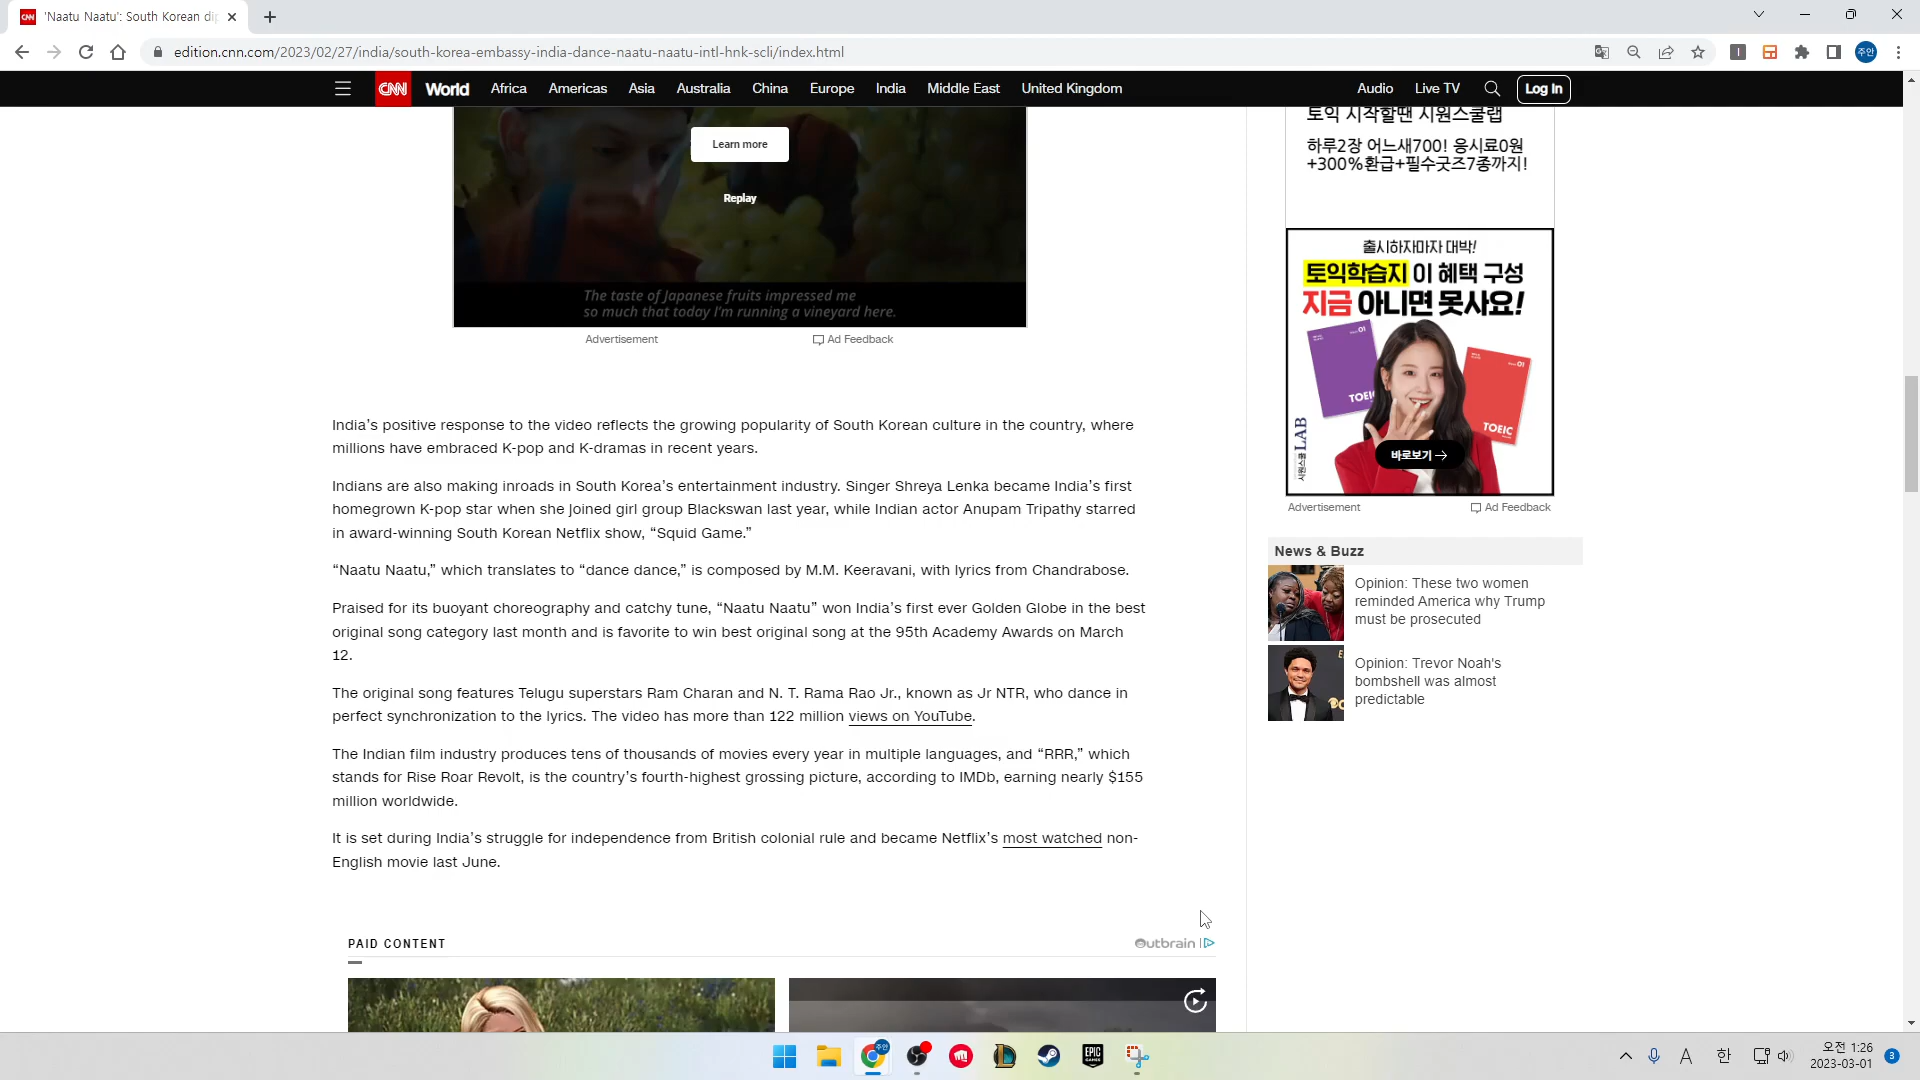 'Naatu Naatu': South Korean dip
edition.cnn.com/2023/02/27/india/south-korea-embassy-india-dance-naatu-naatu-intl-hnk-scli/index.html
주안
CNN World Africa Americas Asia Australia China Europe India Middle East United Kingdom Audio Live TV Log In
Learn more
Replay
The taste of Japanese fruits impressed me
so much that today I'm running a vineyard here.
Advertisement Ad Feedback
India's positive response to the video reflects the growing popularity of South Korean culture in the country, where
millions have embraced K-pop and K-dramas in recent years.
Indians are also making inroads in South Korea's entertainment industry. Singer Shreya Lenka became India's first
homegrown K-pop star when she joined girl group Blackswan last year, while Indian actor Anupam Tripathy starred
in award-winning South Korean Netflix show, “Squid Game.”
“Naatu Naatu,” which translates to “dance dance,” is composed by M.M. Keeravani, with lyrics from Chandrabose.
Praised for its buoyant choreography and catchy tune, “Naatu Naatu” won India's first ever Golden Globe in the best
original song category last month and is favorite to win best original song at the 95th Academy Awards on March
12.
The original song features Telugu superstars Ram Charan and N. T. Rama Rao Jr., known as Jr NTR, who dance in
perfect synchronization to the lyrics. The video has more than 122 million views on YouTube.
The Indian film industry produces tens of thousands of movies every year in multiple languages, and “RRR,” which
stands for Rise Roar Revolt, is the country's fourth-highest grossing picture, according to IMDb, earning nearly $155
million worldwide.
It is set during India's struggle for independence from British colonial rule and became Netflix's most watched non-
English movie last June.
PAID CONTENT
Outbrain
토익 시작할땐 시원스쿨랩
하루2장 어느새700! 응시료0원
+300%환급+필수굿즈7종까지!
출시하자마자 대박!
토익학습지 이 혜택 구성
지금 아니면 못사요!
01
01
TOEIC
TOEIC
시원스쿨LAB
바로보기
Advertisement Ad Feedback
News & Buzz
Opinion: These two women
reminded America why Trump
must be prosecuted
Opinion: Trevor Noah's
bombshell was almost
predictable
주안
EPIC
GAMES
A 한
오전 1:26
2023-03-01
3